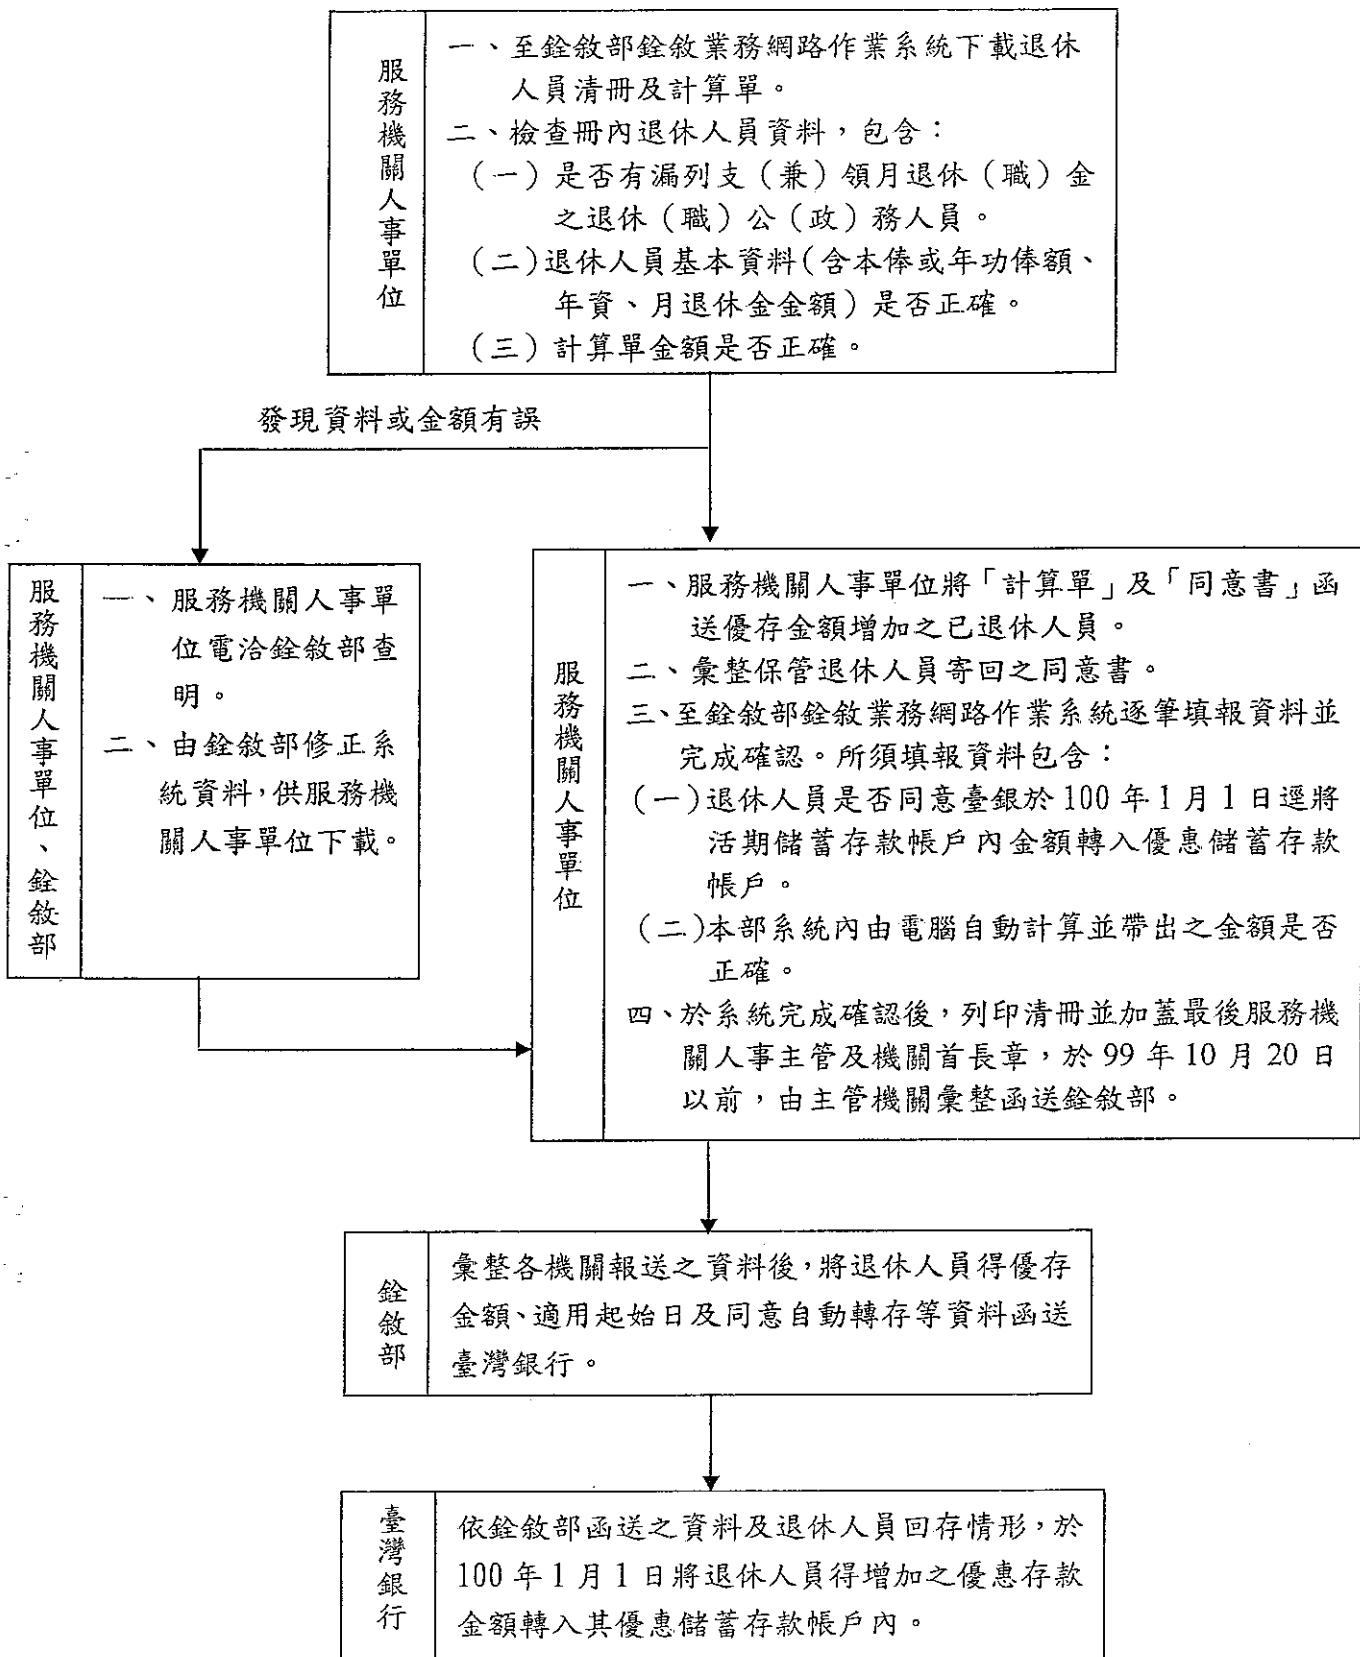 服務機關人事單位
一、至銓敘部銓敘業務網路作業系統下載退休
人員清冊及計算單。
二、檢查冊內退休人員資料，包含：
（一）是否有漏列支（兼）領月退休（職）金
之退休（職）公（政）務人員。
（二）退休人員基本資料（含本俸或年功俸額、
年資、月退休金金額）是否正確。
（三）計算單金額是否正確。
發現資料或金額有誤
服務機關人事單位、銓敘部
一、服務機關人事單
位電洽銓敘部查
明。
二、由銓敘部修正系
統資料，供服務機
關人事單位下載。
服務機關人事單位
一、服務機關人事單位將「計算單」及「同意書」函
送優存金額增加之已退休人員。
二、彙整保管退休人員寄回之同意書。
三、至銓敘部銓敘業務網路作業系統逐筆填報資料並
完成確認。所須填報資料包含：
（一）退休人員是否同意臺銀於 100 年 1 月 1 日逕將
活期儲蓄存款帳戶內金額轉入優惠儲蓄存款
帳戶。
（二）本部系統內由電腦自動計算並帶出之金額是否
正確。
四、於系統完成確認後，列印清冊並加蓋最後服務機
關人事主管及機關首長章，於 99 年 10 月 20 日
以前，由主管機關彙整函送銓敘部。
銓敘部
彙整各機關報送之資料後，將退休人員得優存
金額、適用起始日及同意自動轉存等資料函送
臺灣銀行。
臺灣銀行
依銓敘部函送之資料及退休人員回存情形，於
100 年 1 月 1 日將退休人員得增加之優惠存款
金額轉入其優惠儲蓄存款帳戶內。